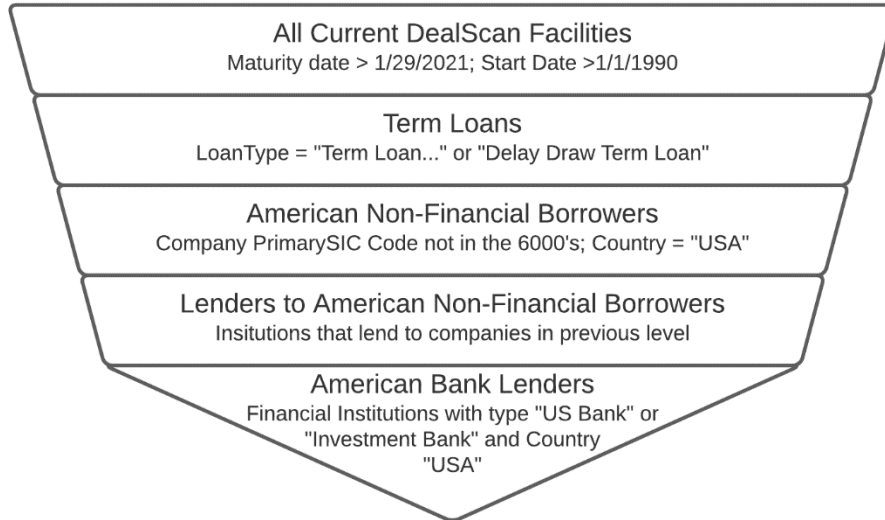 All Current DealScan Facilities
Maturity date > 1/29/2021; Start Date >1/1/1990
Term Loans
LoanType = "Term Loan..." or "Delay Draw Term Loan"
American Non-Financial Borrowers
Company PrimarySIC Code not in the 6000's; Country = "USA"
Lenders to American Non-Financial Borrowers
Insitutions that lend to companies in previous level
American Bank Lenders
Financial Institutions with type "US Bank" or
"Investment Bank" and Country
"USA"